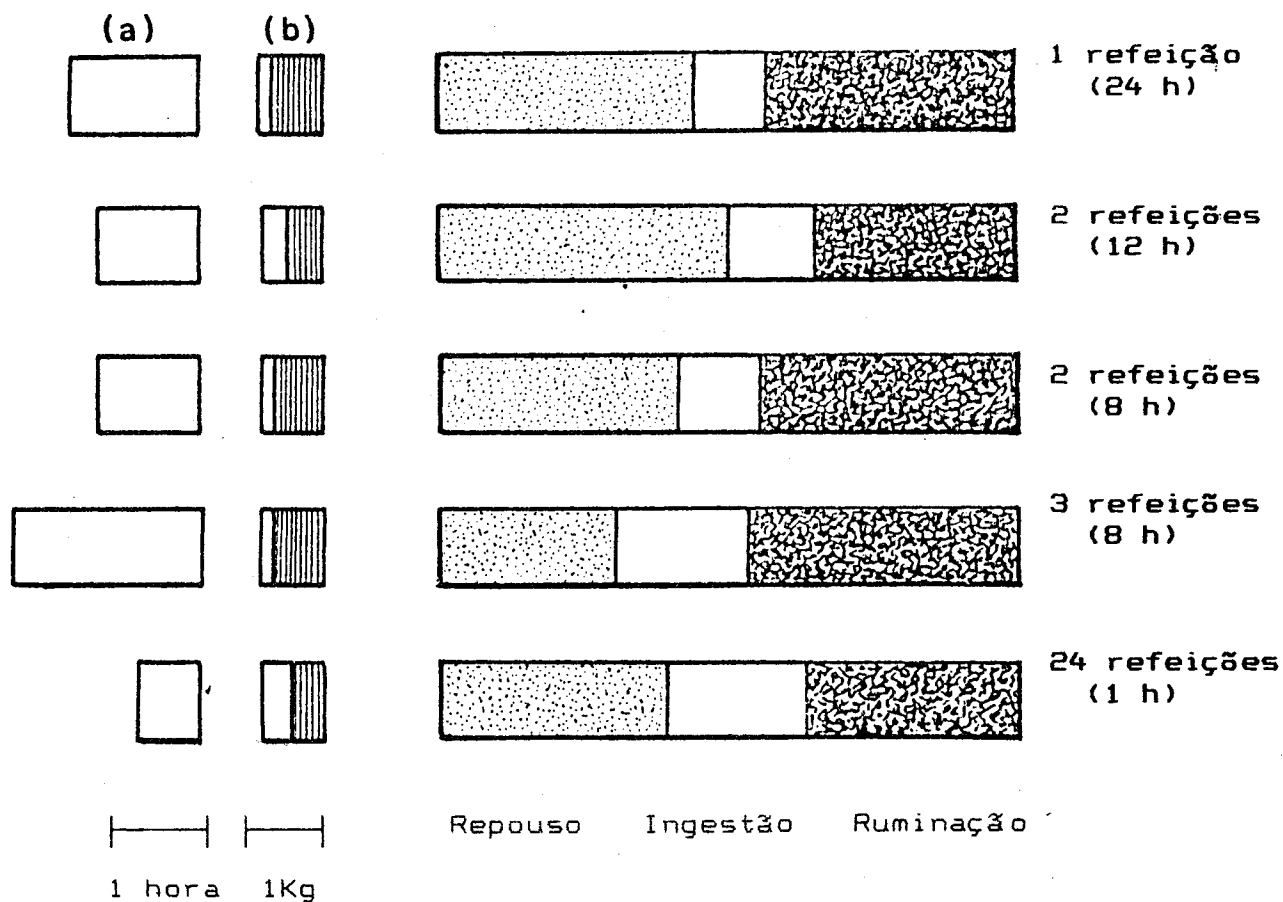 (a)
(b)
1 refeição
(24 h)
2 refeições
(12 h)
2 refeições
(8 h)
3 refeições
(8 h)
24 refeições
(1 h)
Repouso
Ingestão
Ruminação
1 hora
1Kg